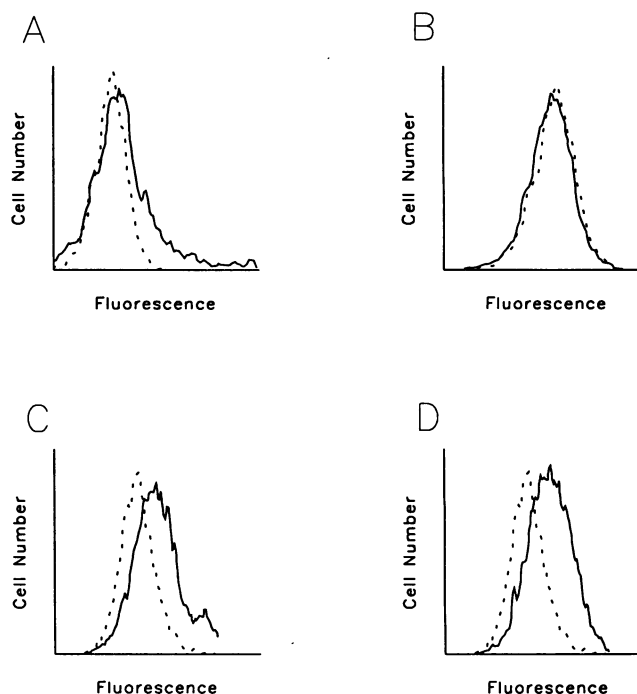 A
Cell Number
Fluorescence
B
Cell Number
Fluorescence
C
Cell Number
Fluorescence
D
Cell Number
Fluorescence